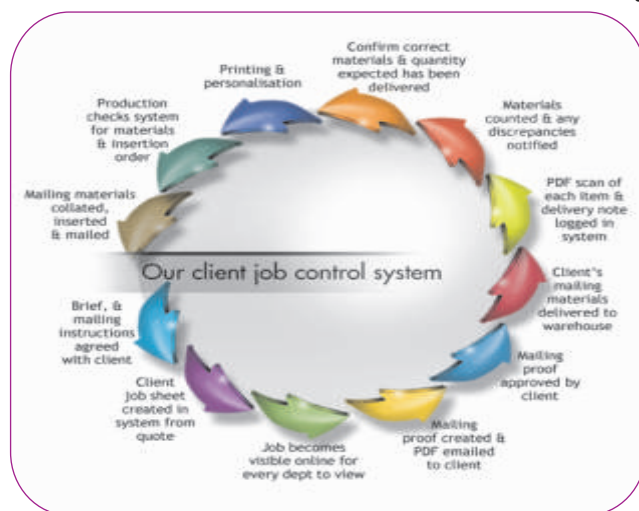 Confirm correct
materials & quantity
expected has been
delivered
Printing &
personalisation
Materials
counted & any
discrepancies
notified
Production
checks system
for materials
& insertion
order
PDF scan of
each item &
delivery note
logged in
system
Mailing materials
collated,
inserted
& mailed
Our client job control system
Client's
mailing
materials
delivered to
warehouse
Brief, &
mailing
instructions
agreed
with client
Mailing
proof
approved by
client
Client
job sheet
created in
system from
quote
Mailing
proof created &
PDF emailed
to client
Job becomes
visible online for
every dept to view